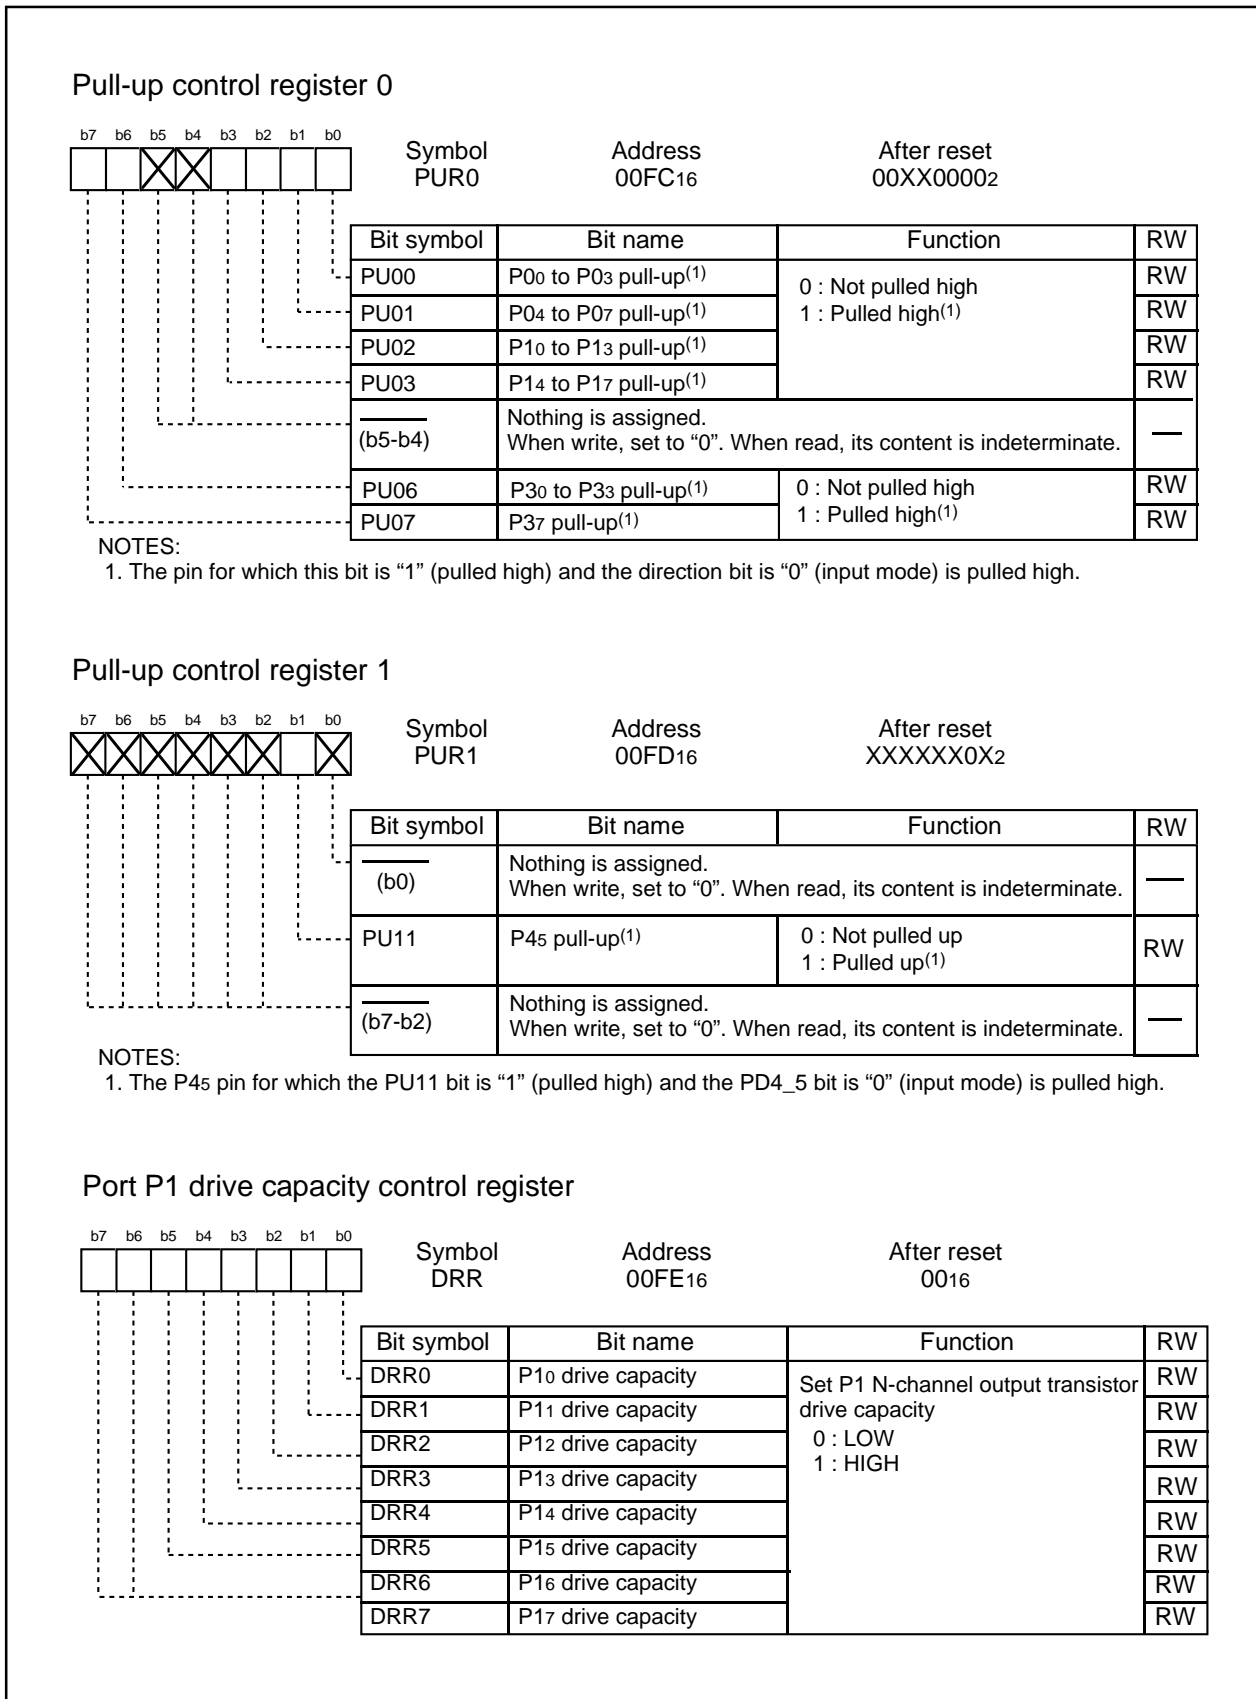 Pull-up control register 0
b7 b6 b5 b4 b3 b2 b1 b0
Symbol Address After reset
PUR0 00FC16 00XX00002
Bit symbol Bit name Function RW
PU00 P00 to P03 pull-up(1) 0 : Not pulled high RW
PU01 P04 to P07 pull-up(1) 1 : Pulled high(1) RW
PU02 P10 to P13 pull-up(1) RW
PU03 P14 to P17 pull-up(1) RW
(b5-b4) Nothing is assigned.
When write, set to “0”. When read, its content is indeterminate. —
PU06 P30 to P33 pull-up(1) 0 : Not pulled high RW
PU07 P37 pull-up(1) 1 : Pulled high(1) RW
NOTES:
1. The pin for which this bit is “1” (pulled high) and the direction bit is “0” (input mode) is pulled high.
Pull-up control register 1
b7 b6 b5 b4 b3 b2 b1 b0
Symbol Address After reset
PUR1 00FD16 XXXXXX0X2
Bit symbol Bit name Function RW
(b0) Nothing is assigned.
When write, set to “0”. When read, its content is indeterminate. —
PU11 P45 pull-up(1) 0 : Not pulled up RW
1 : Pulled up(1)
(b7-b2) Nothing is assigned.
When write, set to “0”. When read, its content is indeterminate. —
NOTES:
1. The P45 pin for which the PU11 bit is “1” (pulled high) and the PD4_5 bit is “0” (input mode) is pulled high.
Port P1 drive capacity control register
b7 b6 b5 b4 b3 b2 b1 b0
Symbol Address After reset
DRR 00FE16 0016
Bit symbol Bit name Function RW
DRR0 P10 drive capacity Set P1 N-channel output transistor RW
DRR1 P11 drive capacity drive capacity RW
DRR2 P12 drive capacity 0 : LOW RW
DRR3 P13 drive capacity 1 : HIGH RW
DRR4 P14 drive capacity RW
DRR5 P15 drive capacity RW
DRR6 P16 drive capacity RW
DRR7 P17 drive capacity RW